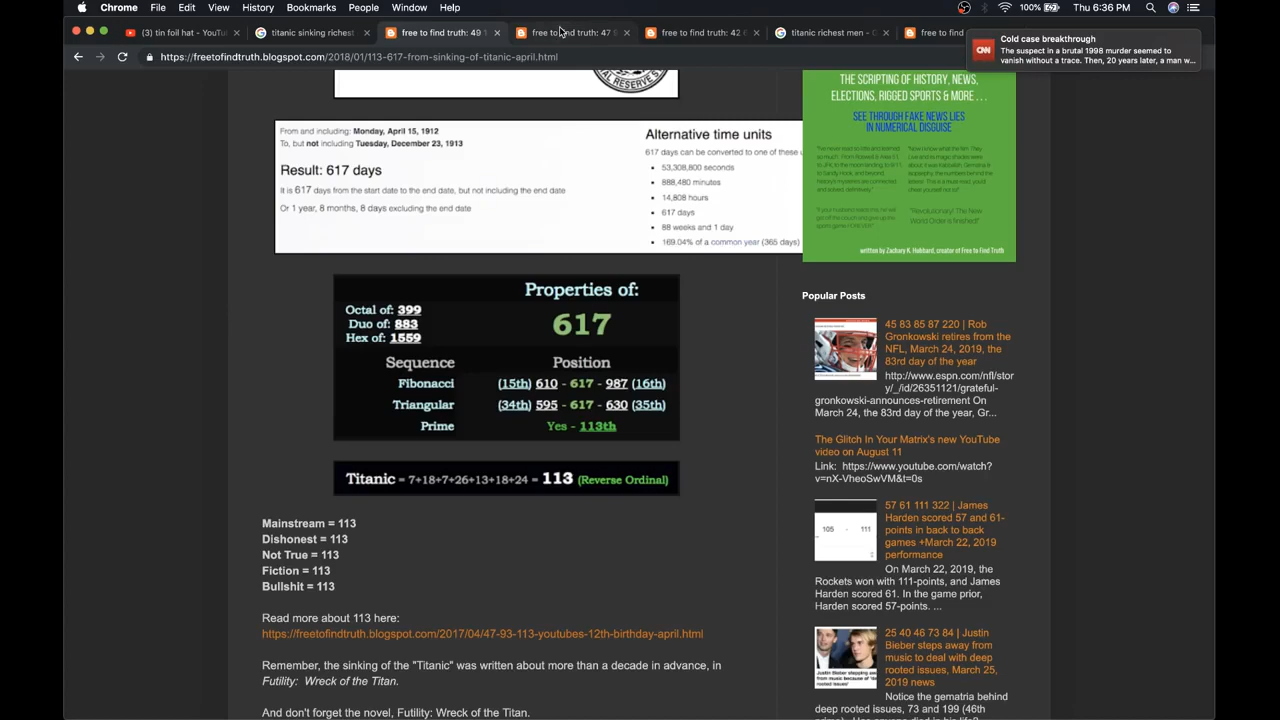 Chrome File Edit View History Bookmarks People Window Help
100% Thu 6:36 PM
(3) tin foil hat - YouTu
titanic sinking richest
free to find truth: 49
free to find truth: 47
free to find truth: 42
titanic richest men -
free to find
https://freetofindtruth.blogspot.com/2018/01/113-617-from-sinking-of-titanic-april.html
CNN
Cold case breakthrough
The suspect in a brutal 1998 murder seemed to
vanish without a trace. Then, 20 years later, a man w...
From and including: Monday, April 15, 1912
To, but not including Tuesday, December 23, 1913
Result: 617 days
It is 617 days from the start date to the end date, but not including the end date
Or 1 year, 8 months, 8 days excluding the end date
Alternative time units
617 days can be converted to one of these u
• 53,308,800 seconds
• 888,480 minutes
• 14,808 hours
• 617 days
• 88 weeks and 1 day
• 169.04% of a common year (365 days)
Properties of:
617
Octal of: 399
Duo of: 883
Hex of: 1559
Sequence Position
Fibonacci (15th) 610 - 617 - 987 (16th)
Triangular (34th) 595 - 617 - 630 (35th)
Prime Yes - 113th
Titanic = 7+18+7+26+13+18+24 = 113 (Reverse Ordinal)
Mainstream = 113
Dishonest = 113
Not True = 113
Fiction = 113
Bullshit = 113
Read more about 113 here:
https://freetofindtruth.blogspot.com/2017/04/47-93-113-youtubes-12th-birthday-april.html
Remember, the sinking of the "Titanic" was written about more than a decade in advance, in
Futility: Wreck of the Titan.
And don't forget the novel, Futility: Wreck of the Titan.
THE SCRIPTING OF HISTORY, NEWS,
ELECTIONS, RIGGED SPORTS & MORE . . .
SEE THROUGH FAKE NEWS LIES
IN NUMERICAL DISGUISE
"Revolutionary! The New
World Order is finished!"
written by Zachary K. Hubbard, creator of Free to Find Truth
Popular Posts
45 83 85 87 220 | Rob
Gronkowski retires from the
NFL, March 24, 2019, the
83rd day of the year
http://www.espn.com/nfl/stor
y/_/id/26351121/grateful-
gronkowski-announces-retirement On
March 24, the 83rd day of the year, Gr...
The Glitch In Your Matrix's new YouTube
video on August 11
Link: https://www.youtube.com/watch?
v=nX-VheoSwVM&t=0s
105 - 111
57 61 111 322 | James
Harden scored 57 and 61-
points in back to back
games +March 22, 2019
performance
On March 22, 2019, the
Rockets won with 111-points, and James
Harden scored 61. In the game prior,
Harden scored 57-points. ...
25 40 46 73 84 | Justin
Bieber steps away from
music to deal with deep
rooted issues, March 25,
2019 news
Notice the gematria behind
deep rooted issues, 73 and 199 (46th